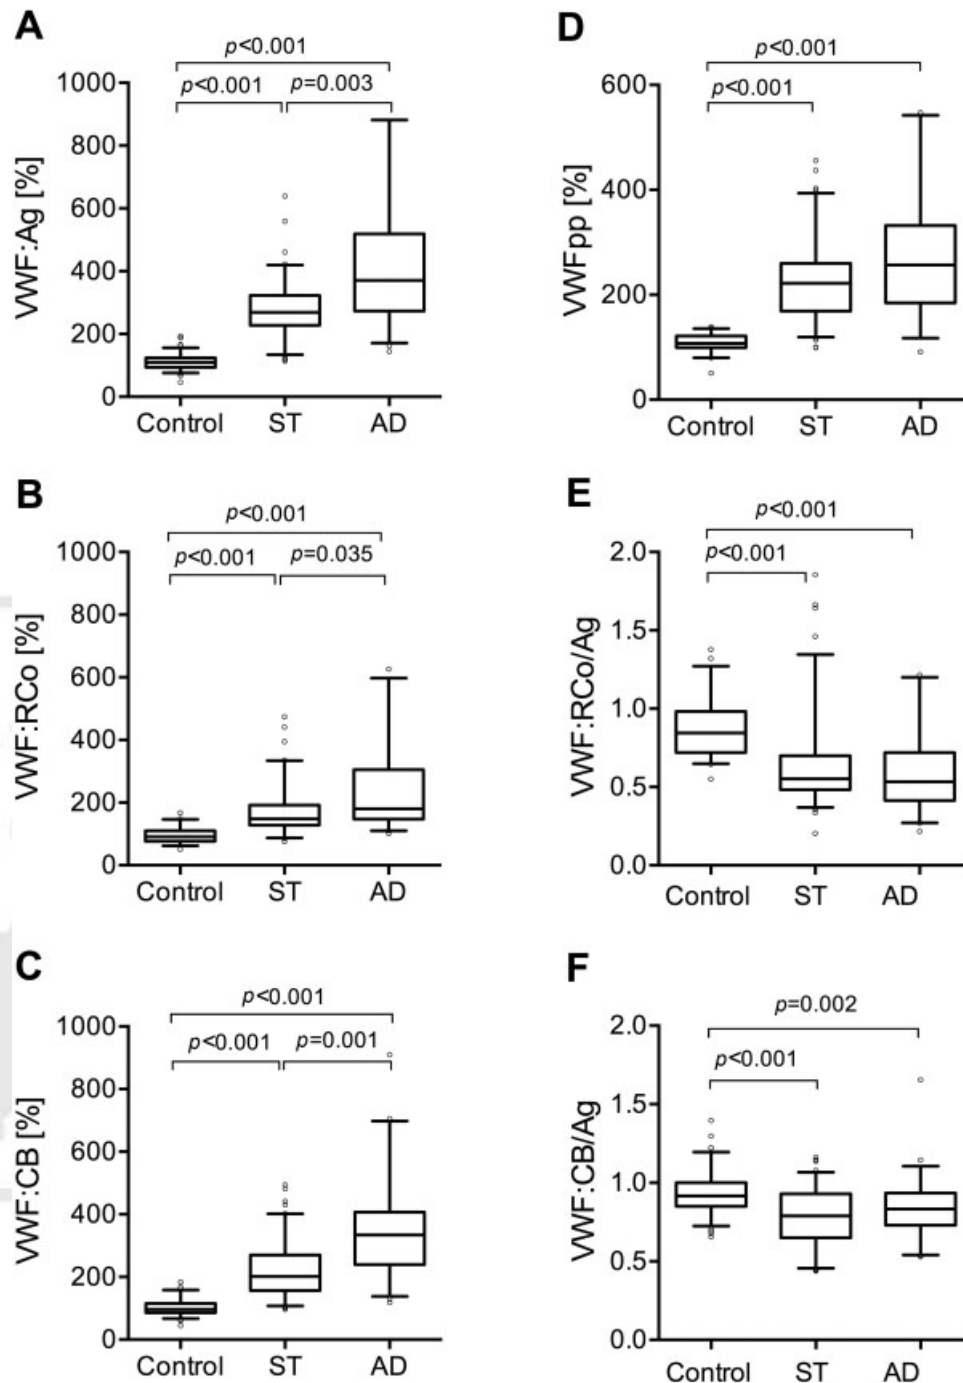 A
p<0.001
p<0.001 p=0.003
VWF:Ag [%]
1000
800
600
400
200
0
Control ST AD
B
p<0.001
p<0.001 p=0.035
VWF:RCo [%]
1000
800
600
400
200
0
Control ST AD
C
p<0.001
p<0.001 p=0.001
VWF:CB [%]
1000
800
600
400
200
0
Control ST AD
D
p<0.001
p<0.001
VWFpp [%]
600
400
200
0
Control ST AD
E
p<0.001
p<0.001
VWF:RCo/Ag
2.0
1.5
1.0
0.5
0.0
Control ST AD
F
p=0.002
p<0.001
VWF:CB/Ag
2.0
1.5
1.0
0.5
0.0
Control ST AD